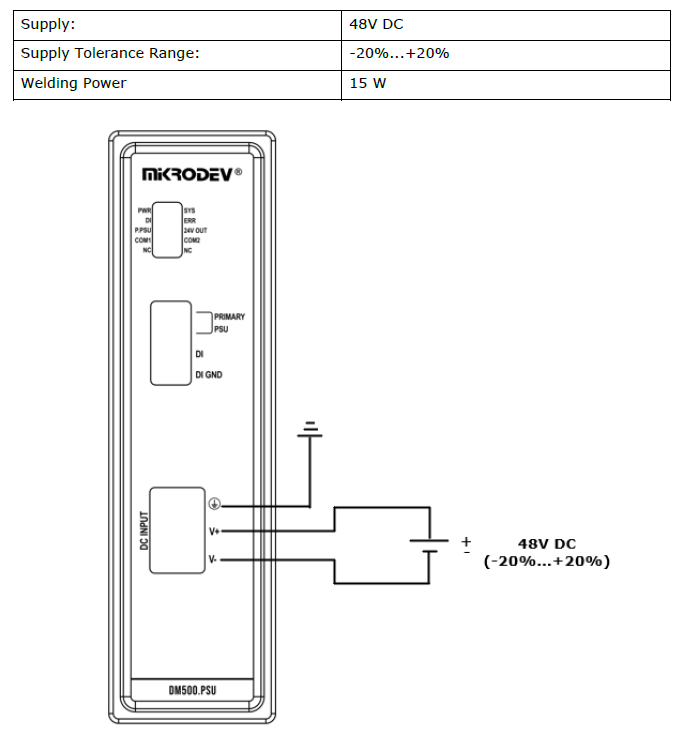 Supply: 48V DC
Supply Tolerance Range: -20%...+20%
Welding Power 15 W
MiKRODEV®
PWR SYS
DI ERR
P.PSU 24V OUT
COM1 COM2
NC NC
PRIMARY
PSU
DI
DI GND
DC INPUT
V+
V-
+
-
48V DC
(-20%...+20%)
DM500.PSU